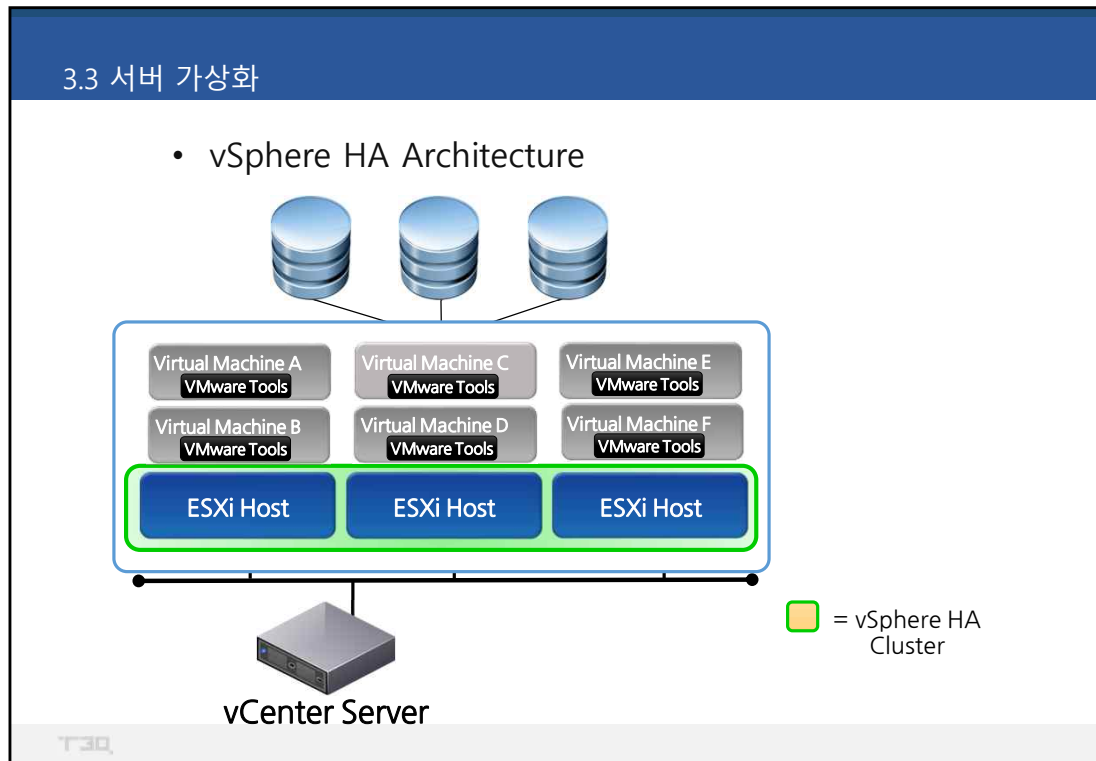 3.3 서버 가상화
• vSphere HA Architecture
Virtual Machine A
VMware Tools
Virtual Machine C
VMware Tools
Virtual Machine E
VMware Tools
Virtual Machine B
VMware Tools
Virtual Machine D
VMware Tools
Virtual Machine F
VMware Tools
ESXi Host
ESXi Host
ESXi Host
= vSphere HA
Cluster
vCenter Server
T3Q